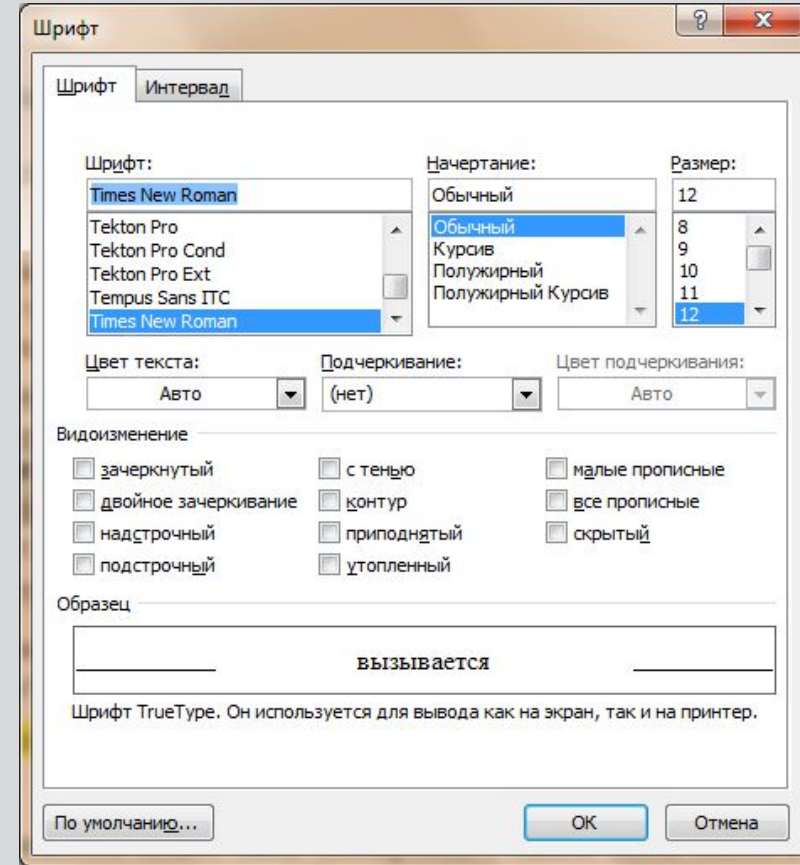 Шрифт
Шрифт Интервал
Шрифт: Начертание: Размер:
Times New Roman Обычный 12
Tekton Pro Обычный 8
Tekton Pro Cond Курсив 9
Tekton Pro Ext Полужирный 10
Tempus Sans ITC Полужирный Курсив 11
Times New Roman 12
Цвет текста: Подчеркивание: Цвет подчеркивания:
Авто (нет) Авто
Видоизменение
зачеркнутый с тенью малые прописные
двойное зачеркивание контур все прописные
надстрочный приподнятый скрытый
подстрочный утопленный
Образец
вызывается
Шрифт TrueType. Он используется для вывода как на экран, так и на принтер.
По умолчанию... ОК Отмена